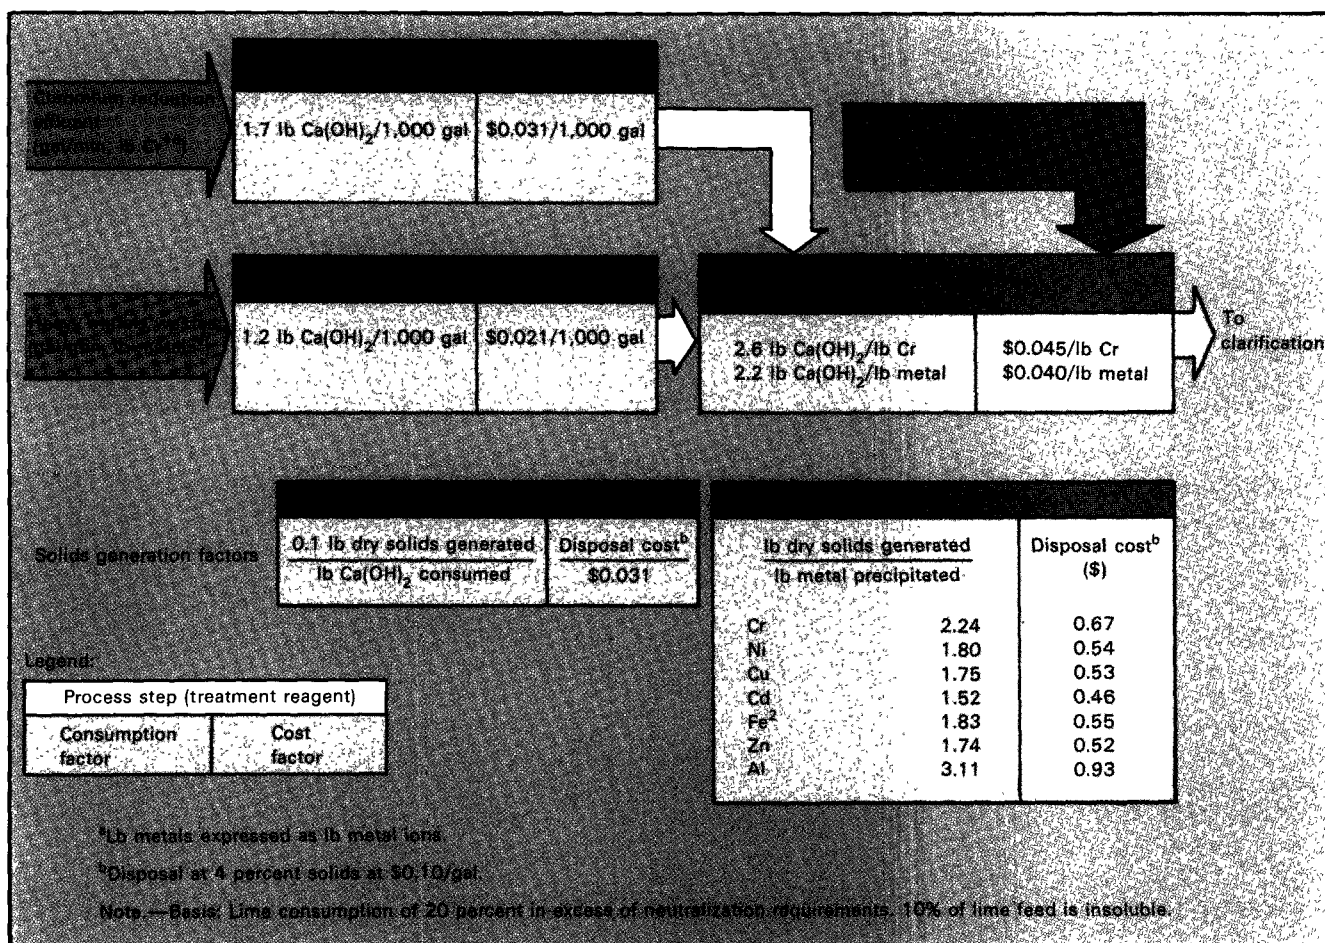 Chromium reduction
effluent
(gal/min, lb Cr
1.7 lb Ca(OH)2/1,000 gal $0.031/1,000 gal
1.2 lb Ca(OH)2/1,000 gal $0.021/1,000 gal
2.6 lb Ca(OH)2/lb Cr $0.045/lb Cr
2.2 lb Ca(OH)2/lb metal $0.040/lb metal
To
clarification
Solids generation factors
0.1 lb dry solids generated Disposal costb
lb Ca(OH)2 consumed $0.031
lb dry solids generated Disposal costb
lb metal precipitated ($)
Cr 2.24 0.67
Ni 1.80 0.54
Cu 1.75 0.53
Cd 1.52 0.46
Fe2 1.83 0.55
Zn 1.74 0.52
Al 3.11 0.93
Legend:
Process step (treatment reagent)
Consumption Cost
factor factor
aLb metals expressed as lb metal ions.
bDisposal at 4 percent solids at $0.10/gal.
Note.—Basis: Lime consumption of 20 percent in excess of neutralization requirements. 10% of lime feed is insoluble.